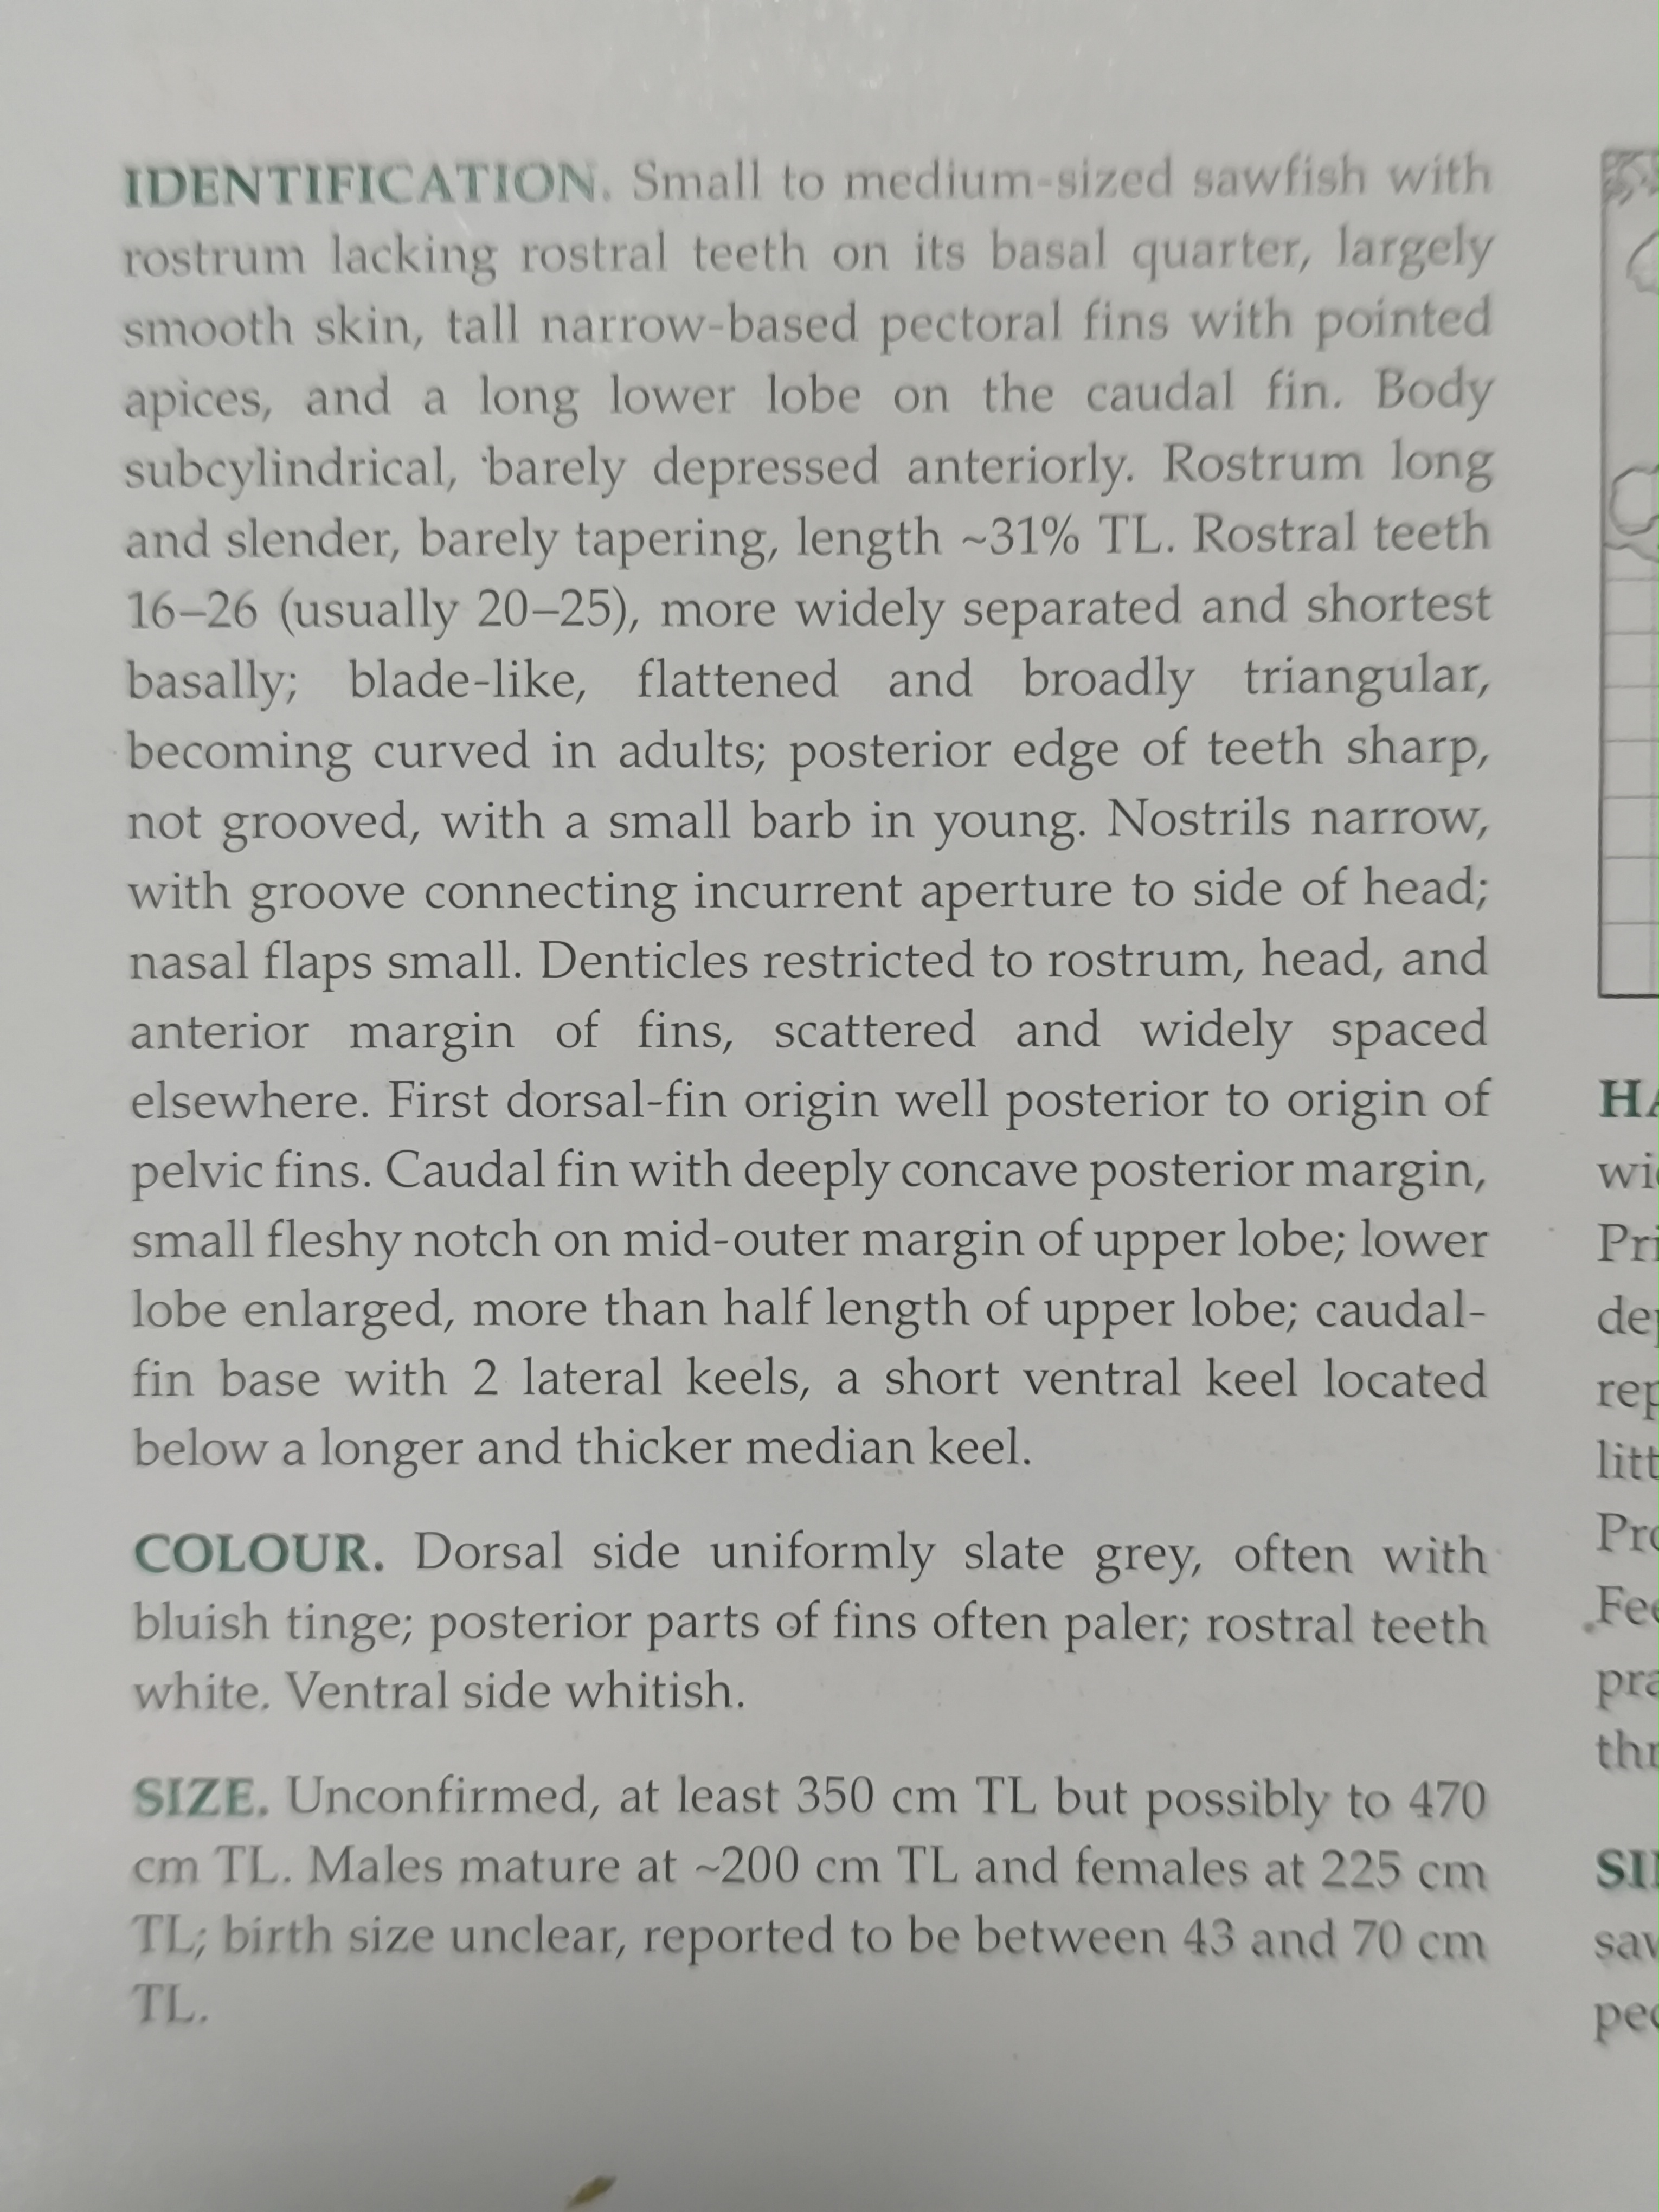 IDENTIFICATION. Small to medium-sized sawfish with
rostrum lacking rostral teeth on its basal quarter, largely
smooth skin, tall narrow-based pectoral fins with pointed
apices, and a long lower lobe on the caudal fin. Body
subcylindrical, barely depressed anteriorly. Rostrum long
and slender, barely tapering, length ~31% TL. Rostral teeth
16–26 (usually 20–25), more widely separated and shortest
basally; blade-like, flattened and broadly triangular,
becoming curved in adults; posterior edge of teeth sharp,
not grooved, with a small barb in young. Nostrils narrow,
with groove connecting incurrent aperture to side of head;
nasal flaps small. Denticles restricted to rostrum, head, and
anterior margin of fins, scattered and widely spaced
elsewhere. First dorsal-fin origin well posterior to origin of
pelvic fins. Caudal fin with deeply concave posterior margin,
small fleshy notch on mid-outer margin of upper lobe; lower
lobe enlarged, more than half length of upper lobe; caudal-
fin base with 2 lateral keels, a short ventral keel located
below a longer and thicker median keel.
COLOUR. Dorsal side uniformly slate grey, often with
bluish tinge; posterior parts of fins often paler; rostral teeth
white. Ventral side whitish.
SIZE. Unconfirmed, at least 350 cm TL but possibly to 470
cm TL. Males mature at ~200 cm TL and females at 225 cm
TL; birth size unclear, reported to be between 43 and 70 cm
TL.